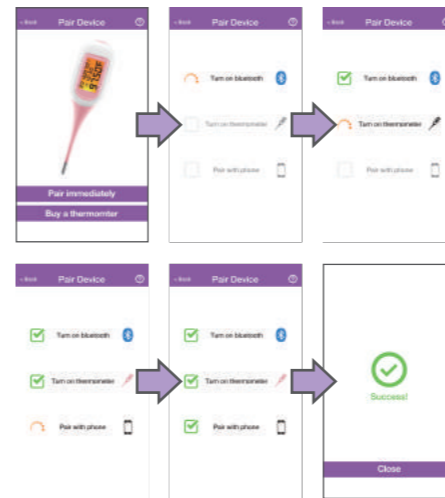 < Back Pair Device ?
Pair immediately
Buy a thermomter
< Back Pair Device ?
Turn on bluetooth
Turn on thermometer
Pair with phone
< Back Pair Device
Turn on bluetooth
Turn on thermometer
Pair with phone
< Back Pair Device ?
Turn on bluetooth
Turn on thermometer
Pair with phone
< Back Pair Device ?
Turn on bluetooth
Turn on thermometer
Pair with phone
Success!
Close